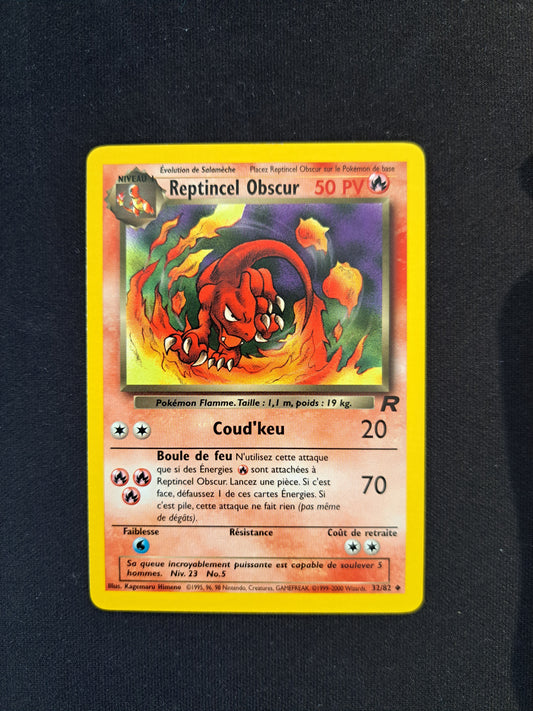 Évolution de Salamèche Placez Reptincel Obscur sur le Pokémon de base
NIVEAU 1
Reptincel Obscur 50 PV
Pokémon Flamme. Taille : 1,1 m, poids : 19 kg.
R
Coud'keu 20
Boule de feu N'utilisez cette attaque
que si des Énergies sont attachées à
Reptincel Obscur. Lancez une pièce. Si c'est
face, défaussez 1 de ces cartes Énergies. Si
c'est pile, cette attaque ne fait rien (pas même
de dégâts).
70
Faiblesse Résistance Coût de retraite
Sa queue incroyablement puissante est capable de soulever 5
hommes. Niv. 23 No.5
Illus. Kagemaru Himeno ©1995, 96, 98 Nintendo, Creatures, GAMEFREAK. ©1999-2000 Wizards. 32/82